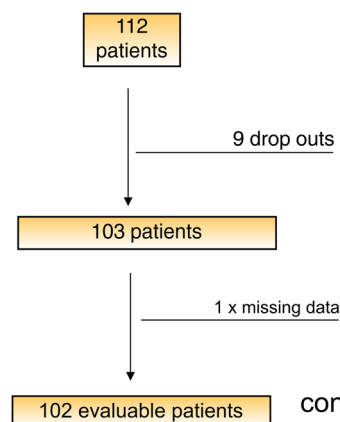 112
patients
9 drop outs
103 patients
1 x missing data
102 evaluable patients